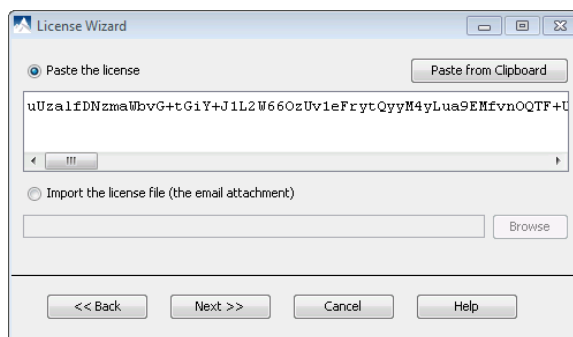 License Wizard
Paste the license
Paste from Clipboard
uUzalfDNzmaWbvG+tGiY+J1L2W66OzUv1eFrytQyyM4yLua9EMfvnOQTF+U
Import the license file (the email attachment)
Browse
<< Back
Next >>
Cancel
Help